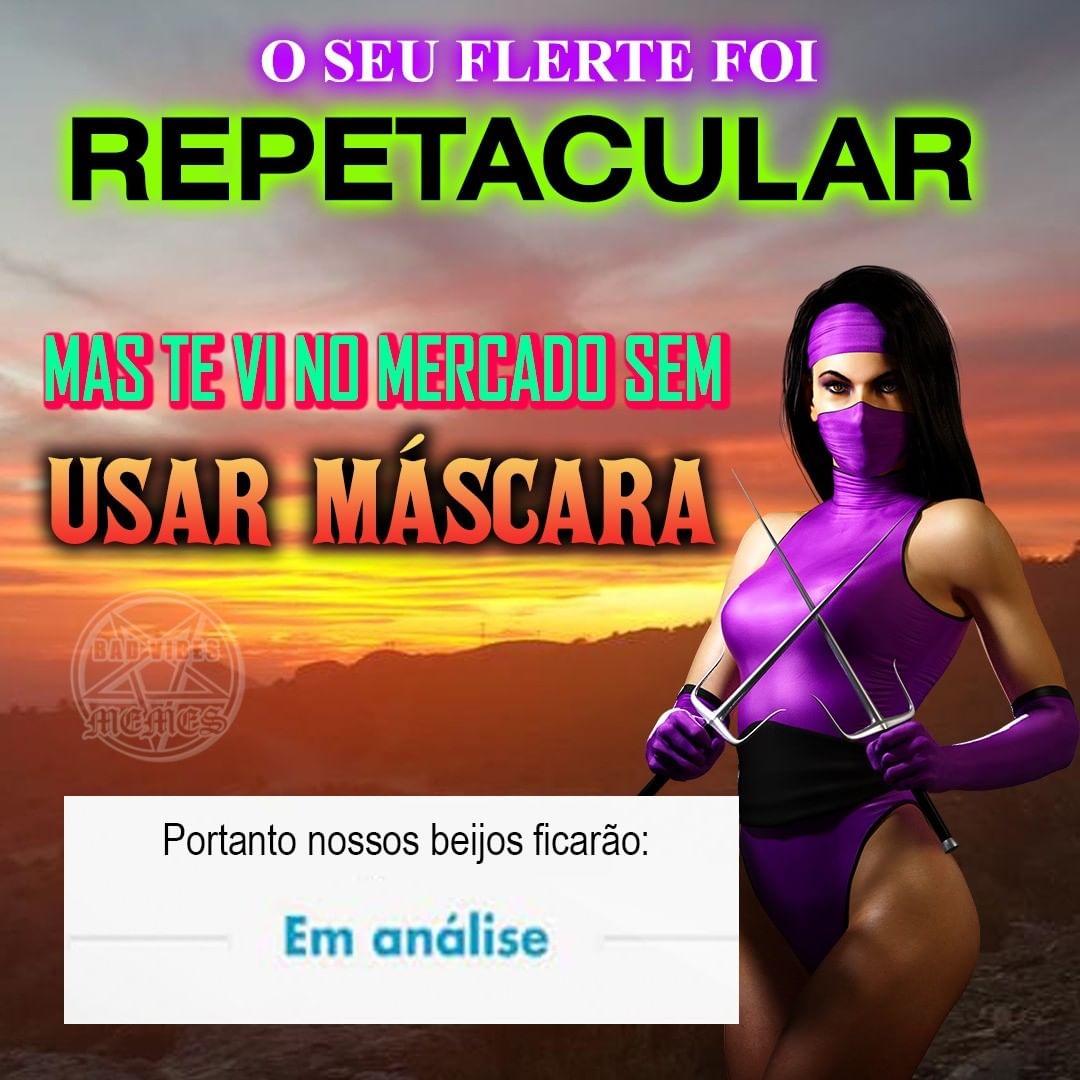 O SEU FLERTE FOI
REPETACULAR
MAS TE VI NO MERCADO SEM
USAR MÁSCARA
BAD VIBES
MEMES
Portanto nossos beijos ficarão:
Em análise